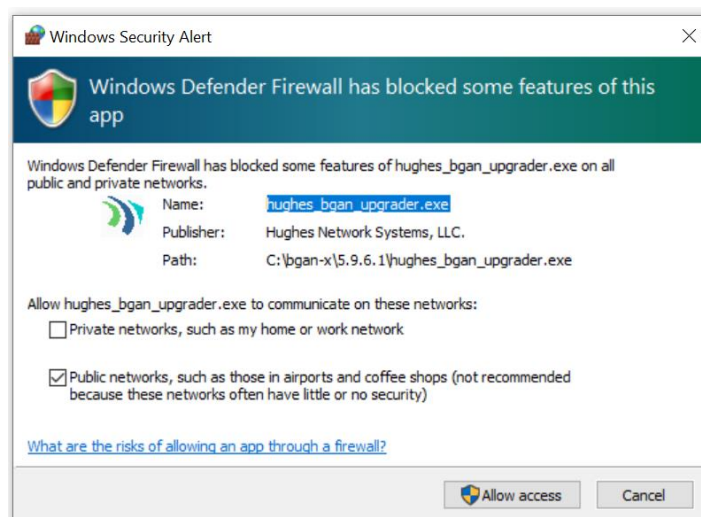 Windows Security Alert
Windows Defender Firewall has blocked some features of this
app
Windows Defender Firewall has blocked some features of hughes_bgan_upgrader.exe on all
public and private networks.
Name: hughes_bgan_upgrader.exe
Publisher: Hughes Network Systems, LLC.
Path: C:\bgan-x\5.9.6.1\hughes_bgan_upgrader.exe
Allow hughes_bgan_upgrader.exe to communicate on these networks:
Private networks, such as my home or work network
Public networks, such as those in airports and coffee shops (not recommended
because these networks often have little or no security)
What are the risks of allowing an app through a firewall?
Allow access Cancel